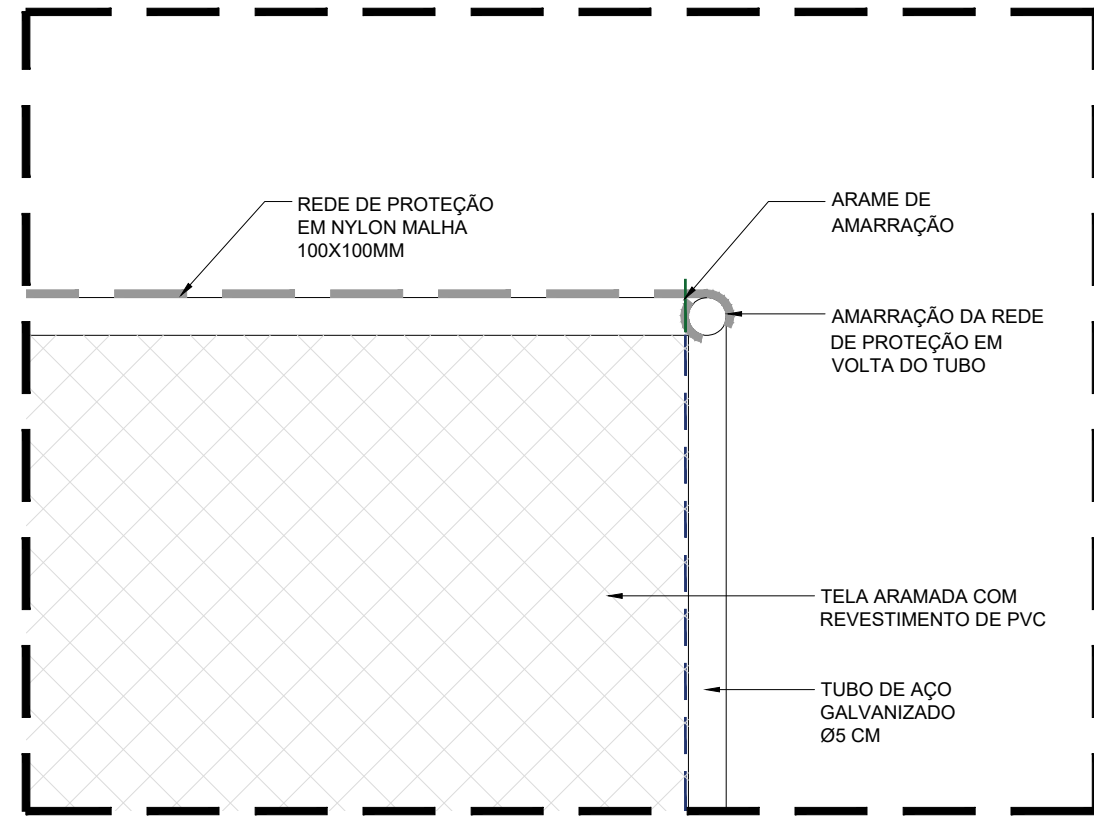 REDE DE PROTEÇÃO
EM NYLON MALHA
100X100MM
ARAME DE
AMARRAÇÃO
AMARRAÇÃO DA REDE
DE PROTEÇÃO EM
VOLTA DO TUBO
TELA ARAMADA COM
REVESTIMENTO DE PVC
TUBO DE AÇO
GALVANIZADO
Ø5 CM